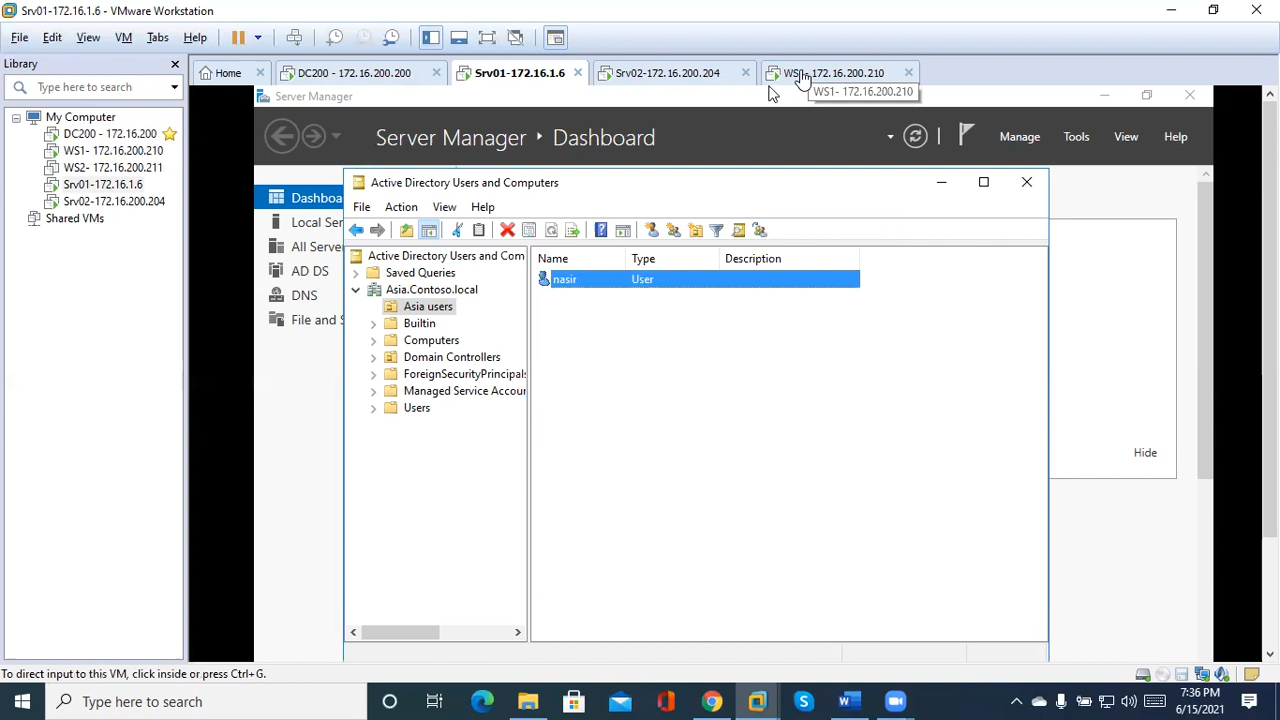 Srv01-172.16.1.6 - VMware Workstation
File Edit View VM Tabs Help
Library
Type here to search
Home
DC200 - 172.16.200.200
Srv01-172.16.1.6
Srv02-172.16.200.204
172.16.200.210
WS1- 172.16.200.210
My Computer
DC200 - 172.16.200
WS1- 172.16.200.210
WS2- 172.16.200.211
Srv01-172.16.1.6
Srv02-172.16.200.204
Shared VMs
Server Manager
Server Manager Dashboard
Manage Tools View Help
Dashboa
Local Ser
All Server
AD DS
DNS
File and S
Hide
Active Directory Users and Computers
File Action View Help
Active Directory Users and Com
Saved Queries
Asia.Contoso.local
Asia users
Builtin
Computers
Domain Controllers
ForeignSecurityPrincipals
Managed Service Accour
Users
Name Type Description
nasir User
To direct input to this VM, click inside or press Ctrl+G.
Type here to search
7:36 PM
6/15/2021